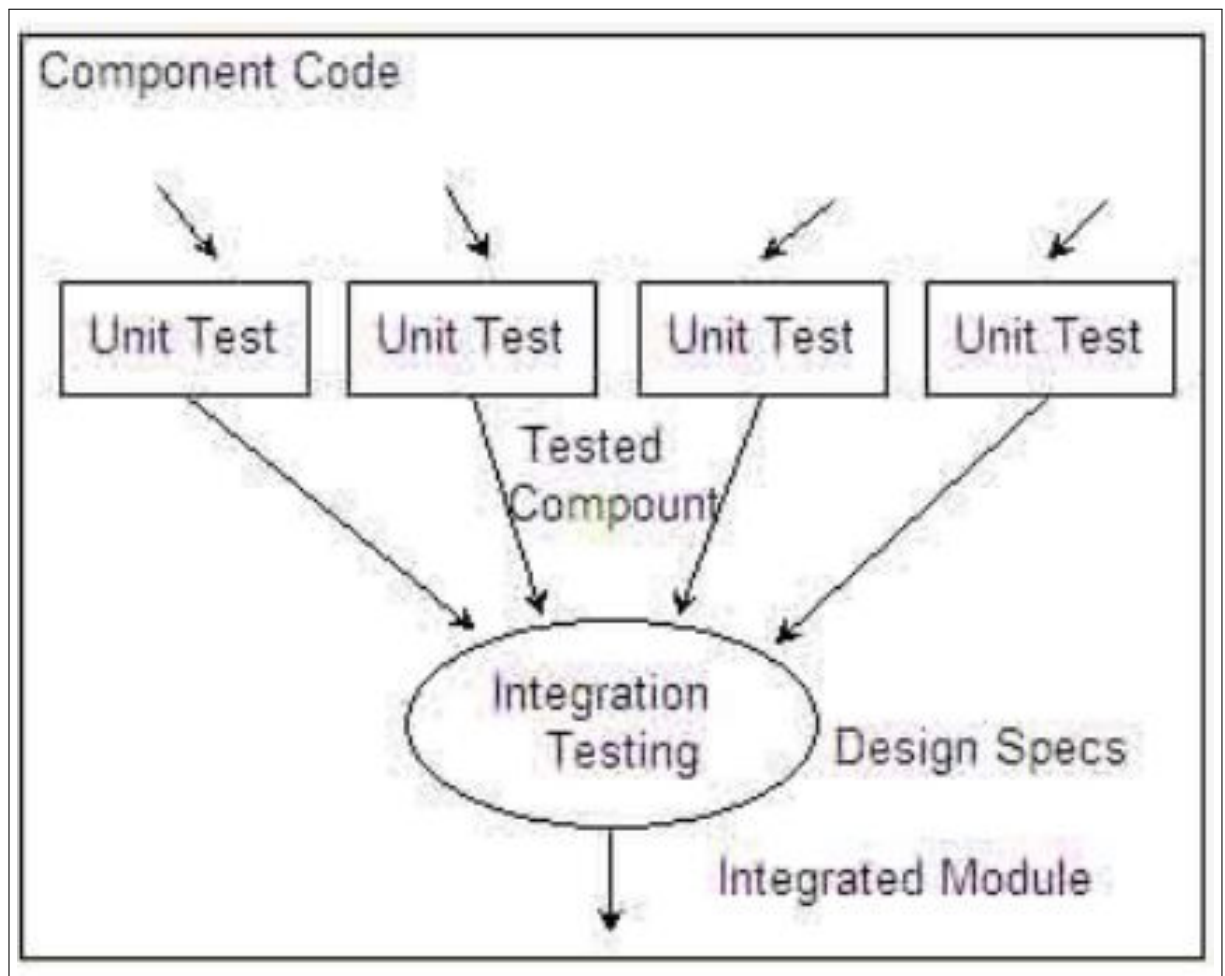 Component Code
Unit Test
Unit Test
Unit Test
Unit Test
Tested
Compount
Integration
Testing
Design Specs
Integrated Module